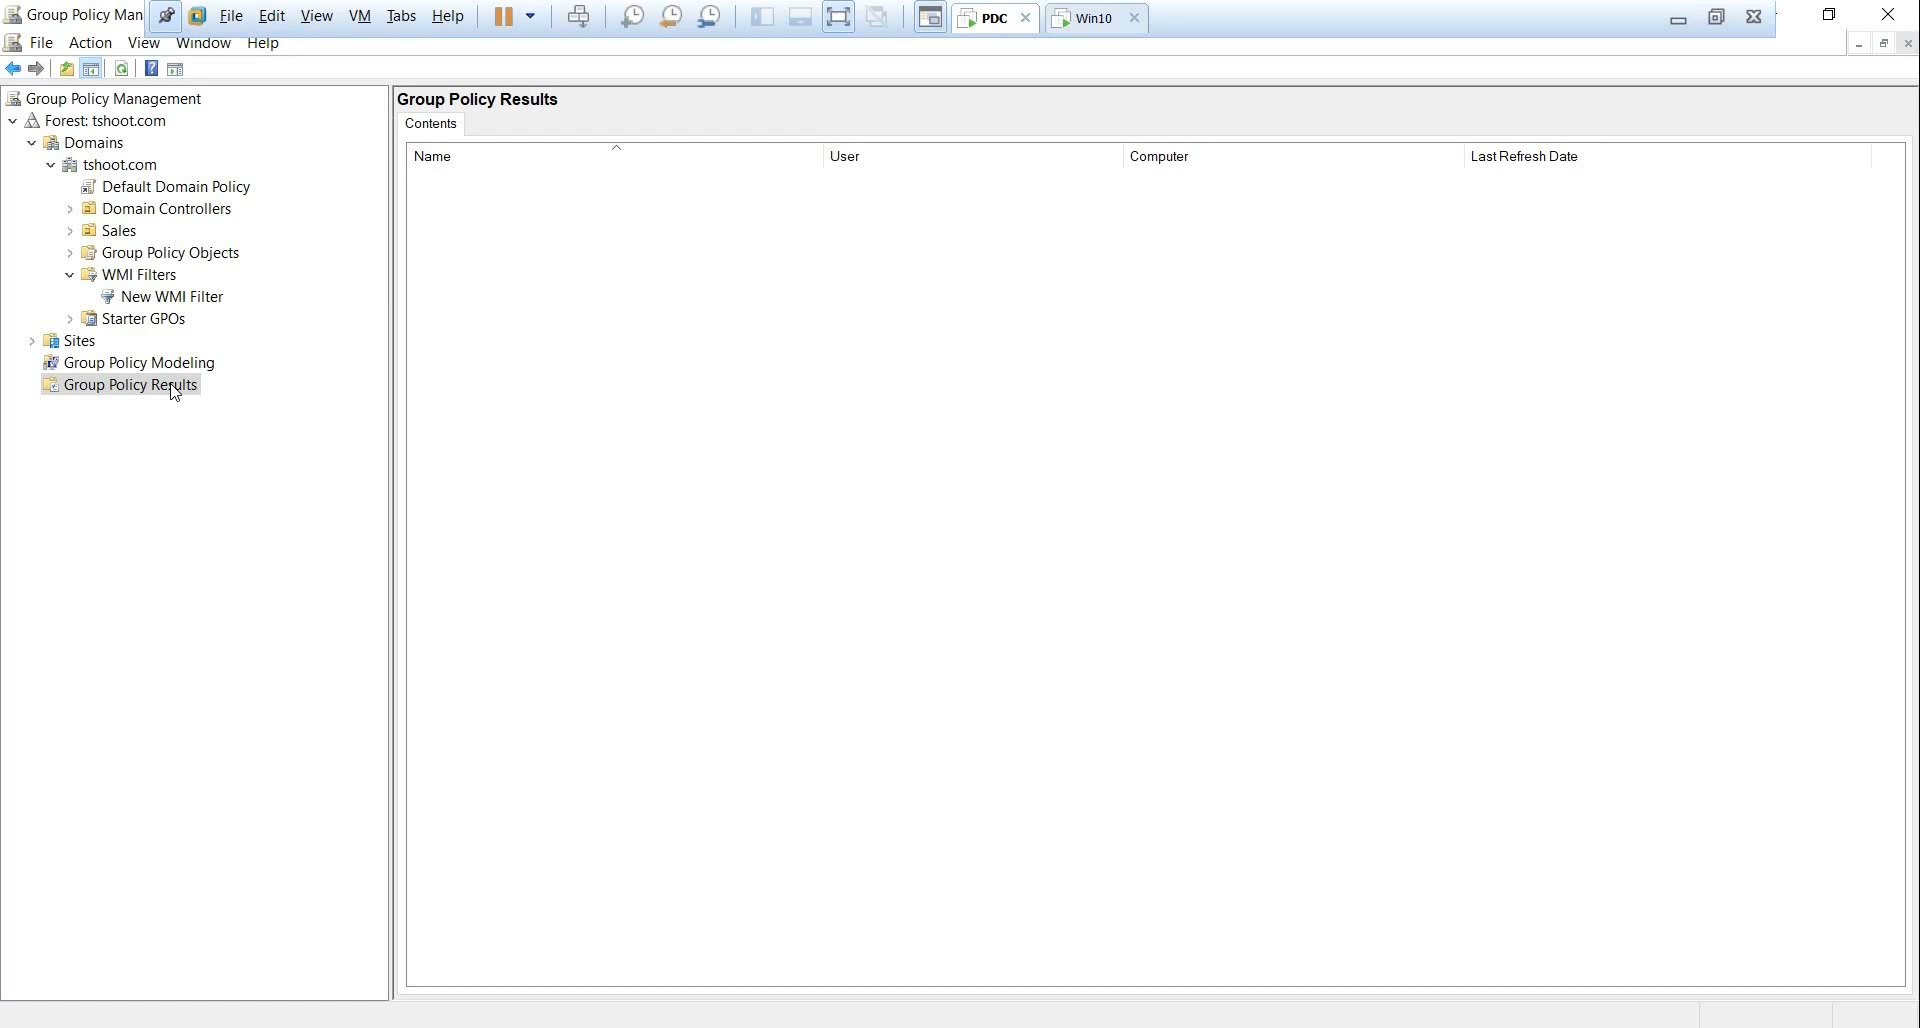 Group Policy Man
File Edit View VM Tabs Help
PDC
Win10
File Action View Window Help
Group Policy Management
Forest: tshoot.com
Domains
tshoot.com
Default Domain Policy
Domain Controllers
Sales
Group Policy Objects
WMI Filters
New WMI Filter
Starter GPOs
Sites
Group Policy Modeling
Group Policy Results
Group Policy Results
Contents
Name User Computer Last Refresh Date